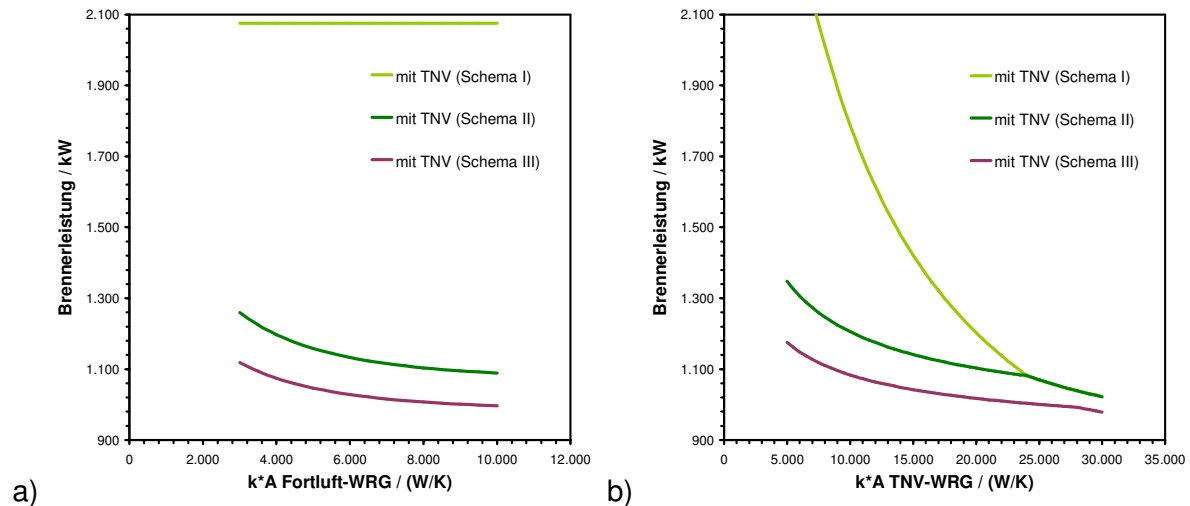 2.100
1.900
1.700
1.500
1.300
1.100
900
Brennerleistung / kW
mit TNV (Schema I)
mit TNV (Schema II)
mit TNV (Schema III)
0 2.000 4.000 6.000 8.000 10.000 12.000
k*A Fortluft-WRG / (W/K)
a)
2.100
1.900
1.700
1.500
1.300
1.100
900
Brennerleistung / kW
mit TNV (Schema I)
mit TNV (Schema II)
mit TNV (Schema III)
0 5.000 10.000 15.000 20.000 25.000 30.000 35.000
k*A TNV-WRG / (W/K)
b)